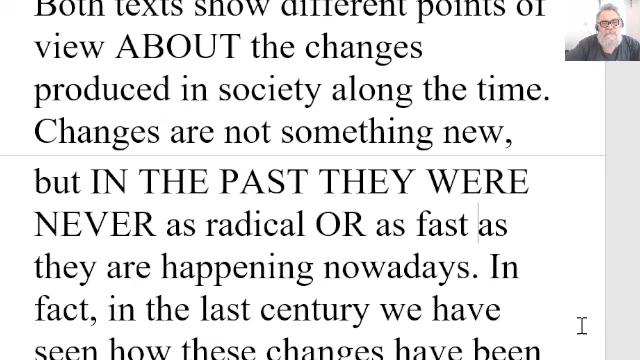 Both texts show different points of
view ABOUT the changes
produced in society along the time.
Changes are not something new,
but IN THE PAST THEY WERE
NEVER as radical OR as fast as
they are happening nowadays. In
fact, in the last century we have
seen how these changes have been